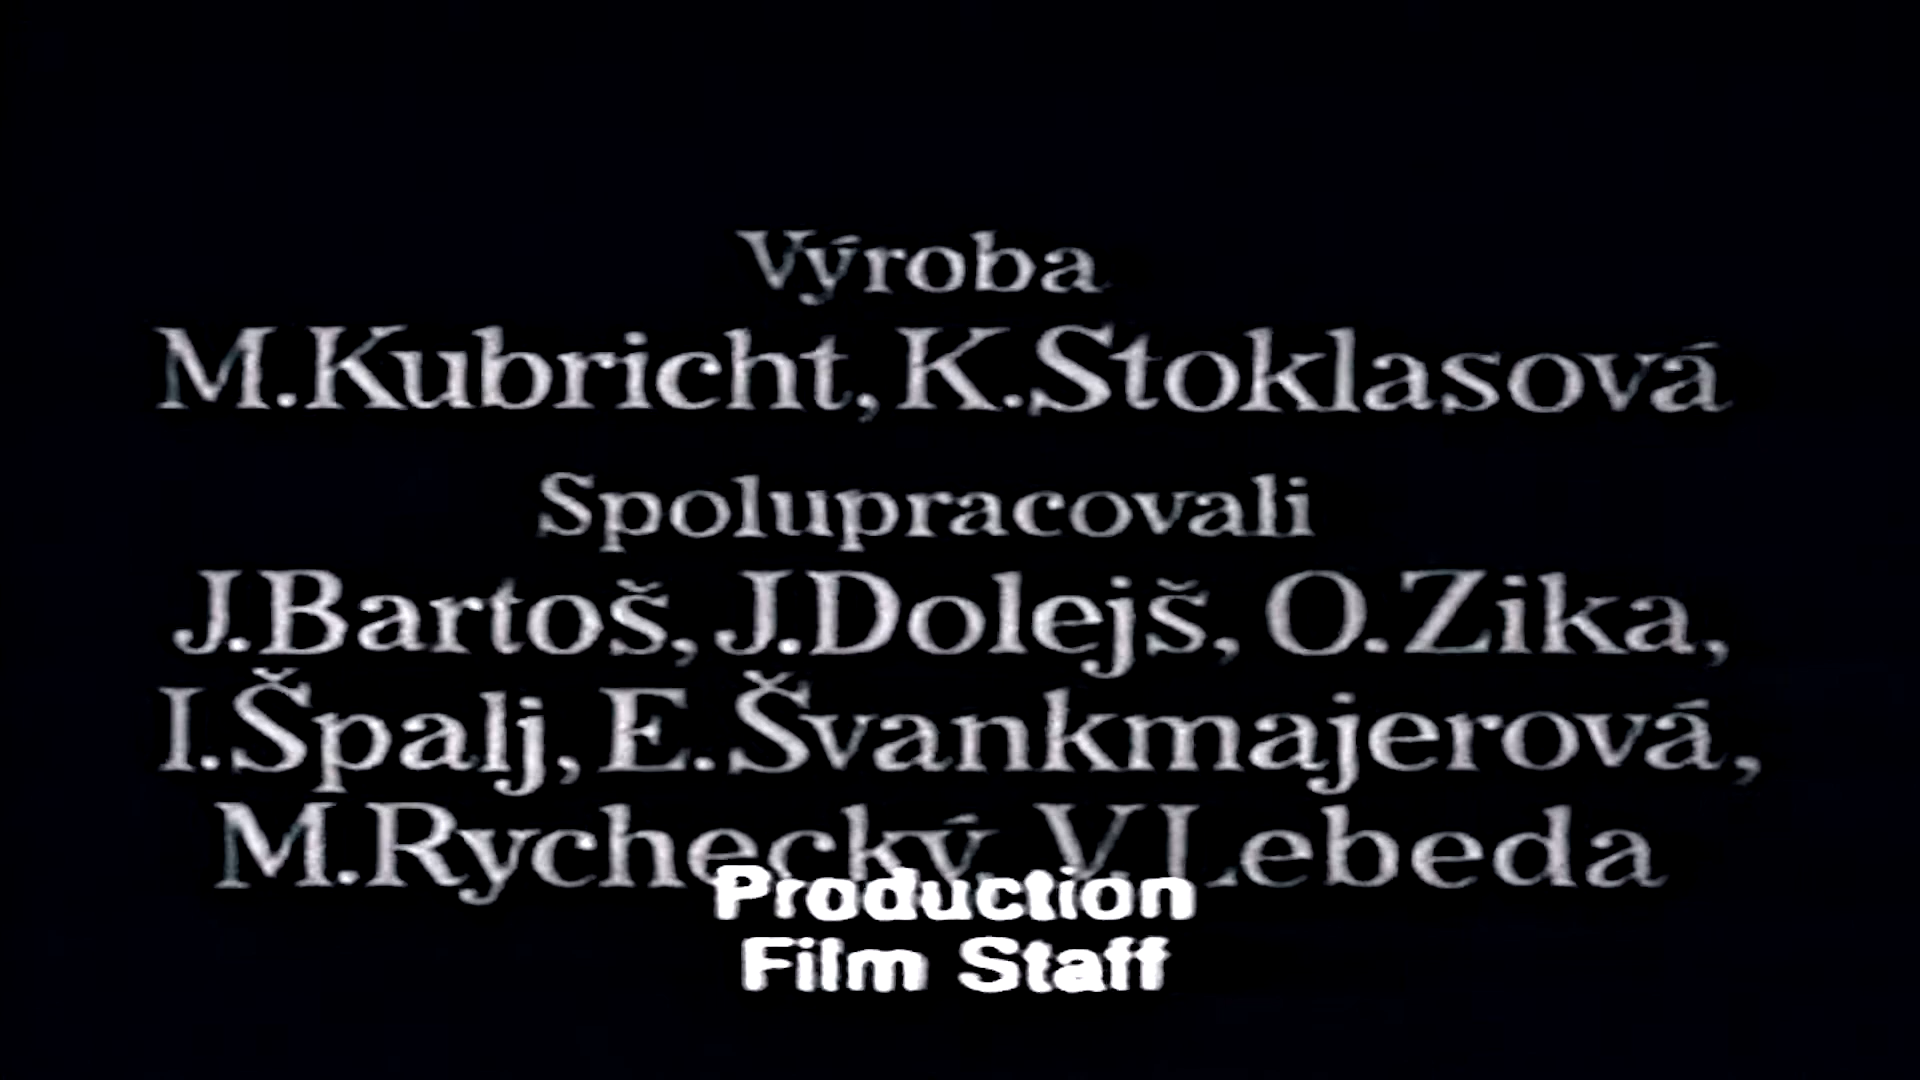 Výroba
M.Kubricht, K.Stoklasová
Spolupracovali
J.Bartoš, J.Dolejš, O.Zika,
I.Špalj, E.Švankmajerová,
M.Rychecký, V.Lebeda
Production
Film Staff